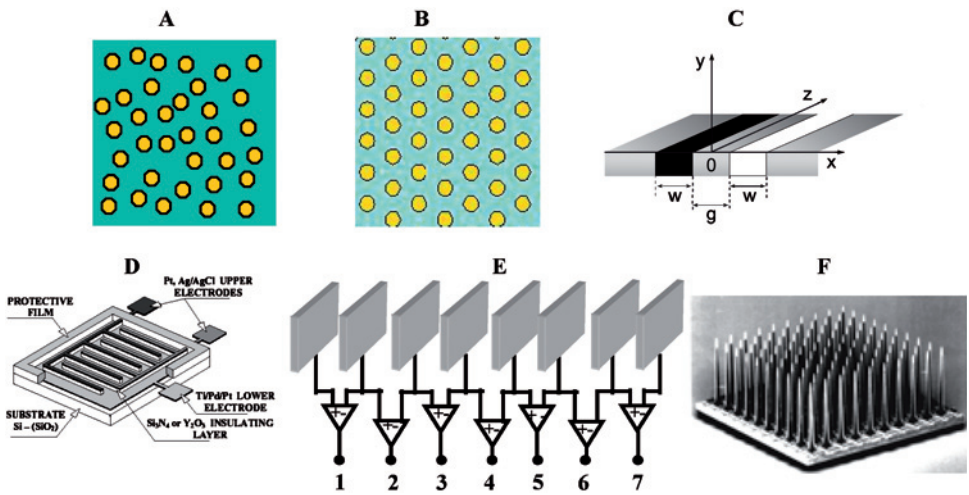 A
B
C
y
z
0
x
w
w
g
D
Pt, Ag/AgCl UPPER
ELECTRODES
PROTECTIVE
FILM
Ti/Pd/Pt LOWER
ELECTRODE
SUBSTRATE
Si – (SiO₂)
Si₃N₄ or Y₂O₃ INSULATING
LAYER
E
+- +- +- +- +- +- +-
1 2 3 4 5 6 7
F